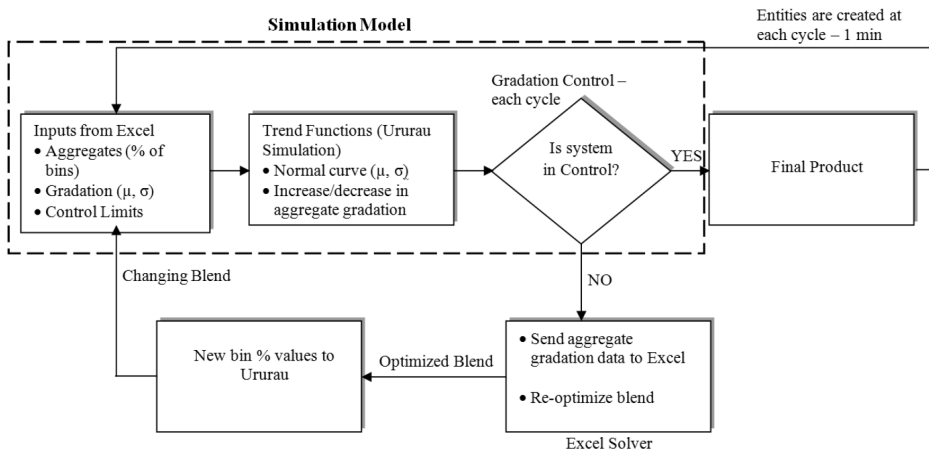 Simulation Model
Entities are created at
each cycle – 1 min
Inputs from Excel
• Aggregates (% of
bins)
• Gradation (µ, σ)
• Control Limits
Trend Functions (Ururau
Simulation)
• Normal curve (µ, σ)
• Increase/decrease in
aggregate gradation
Gradation Control –
each cycle
Is system
in Control?
YES
Final Product
NO
Changing Blend
New bin % values to
Ururau
Optimized Blend
• Send aggregate
gradation data to Excel
• Re-optimize blend
Excel Solver